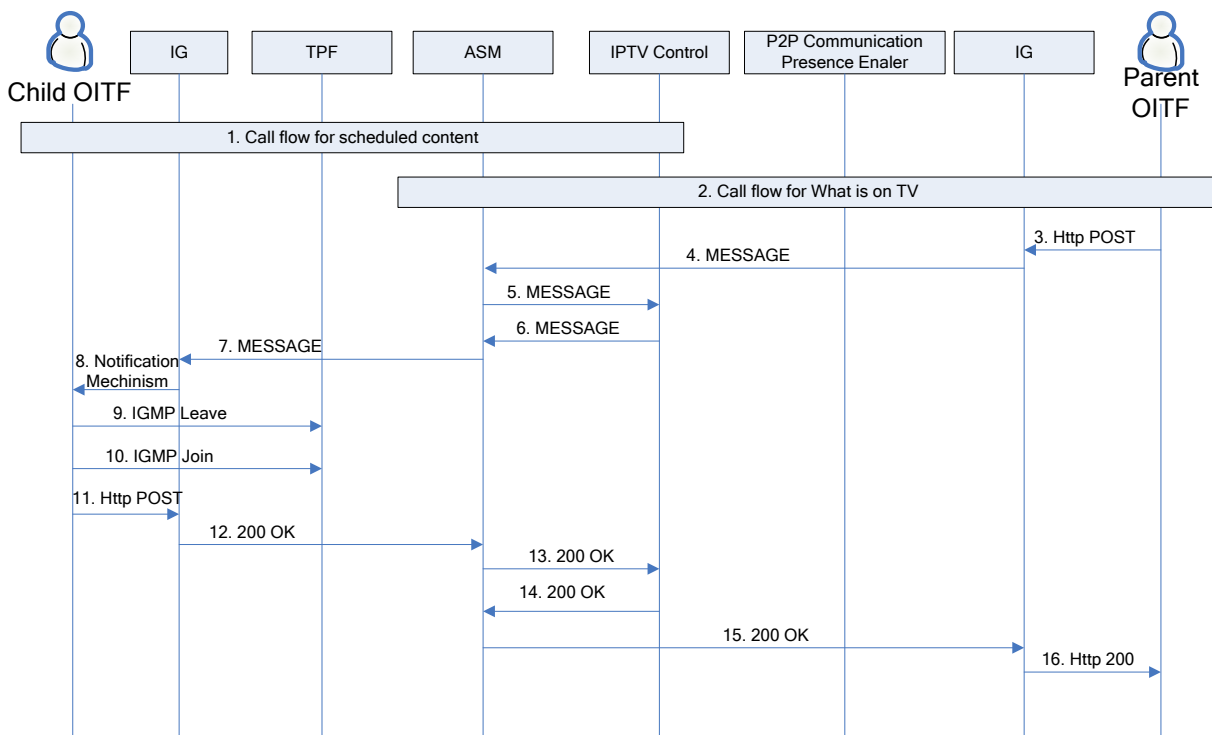 IG
TPF
ASM
IPTV Control
P2P Communication
Presence Enaler
IG
Child OITF
Parent
OITF
1. Call flow for scheduled content
2. Call flow for What is on TV
3. Http POST
4. MESSAGE
5. MESSAGE
6. MESSAGE
7. MESSAGE
8. Notification
Mechinism
9. IGMP Leave
10. IGMP Join
11. Http POST
12. 200 OK
13. 200 OK
14. 200 OK
15. 200 OK
16. Http 200